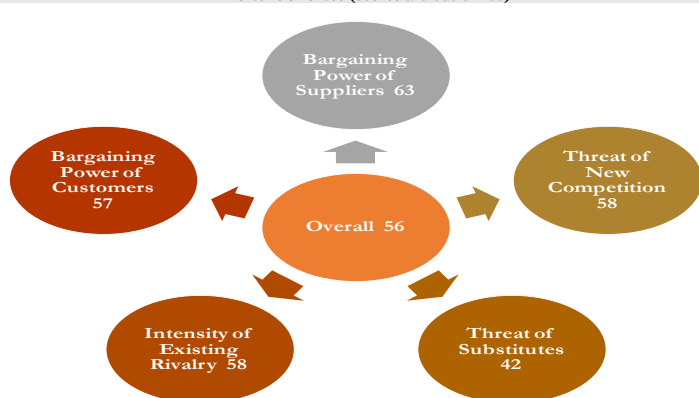 Bargaining
Power of
Suppliers 63
Bargaining
Power of
Customers
57
Threat of
New
Competition
58
Overall 56
Intensity of
Existing
Rivalry 58
Threat of
Substitutes
42